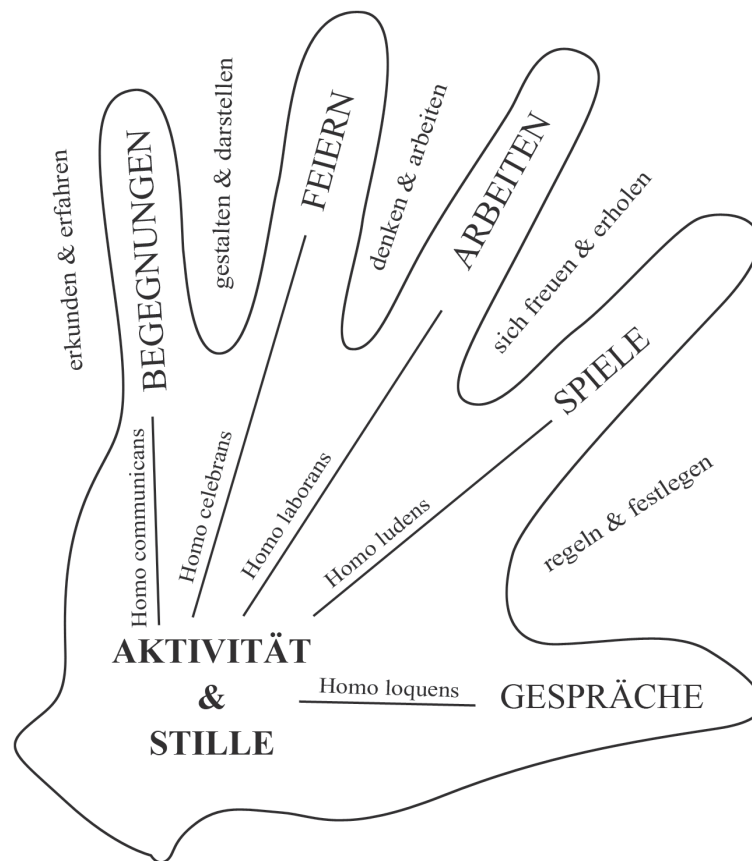 erkunden & erfahren
BEGEGNUNGEN
gestalten & darstellen
FEIERN
denken & arbeiten
ARBEITEN
sich freuen & erholen
SPIELE
regeln & festlegen
Homo communicans
Homo celebrans
Homo laborans
Homo ludens
AKTIVITÄT
&
STILLE
Homo loquens
GESPRÄCHE